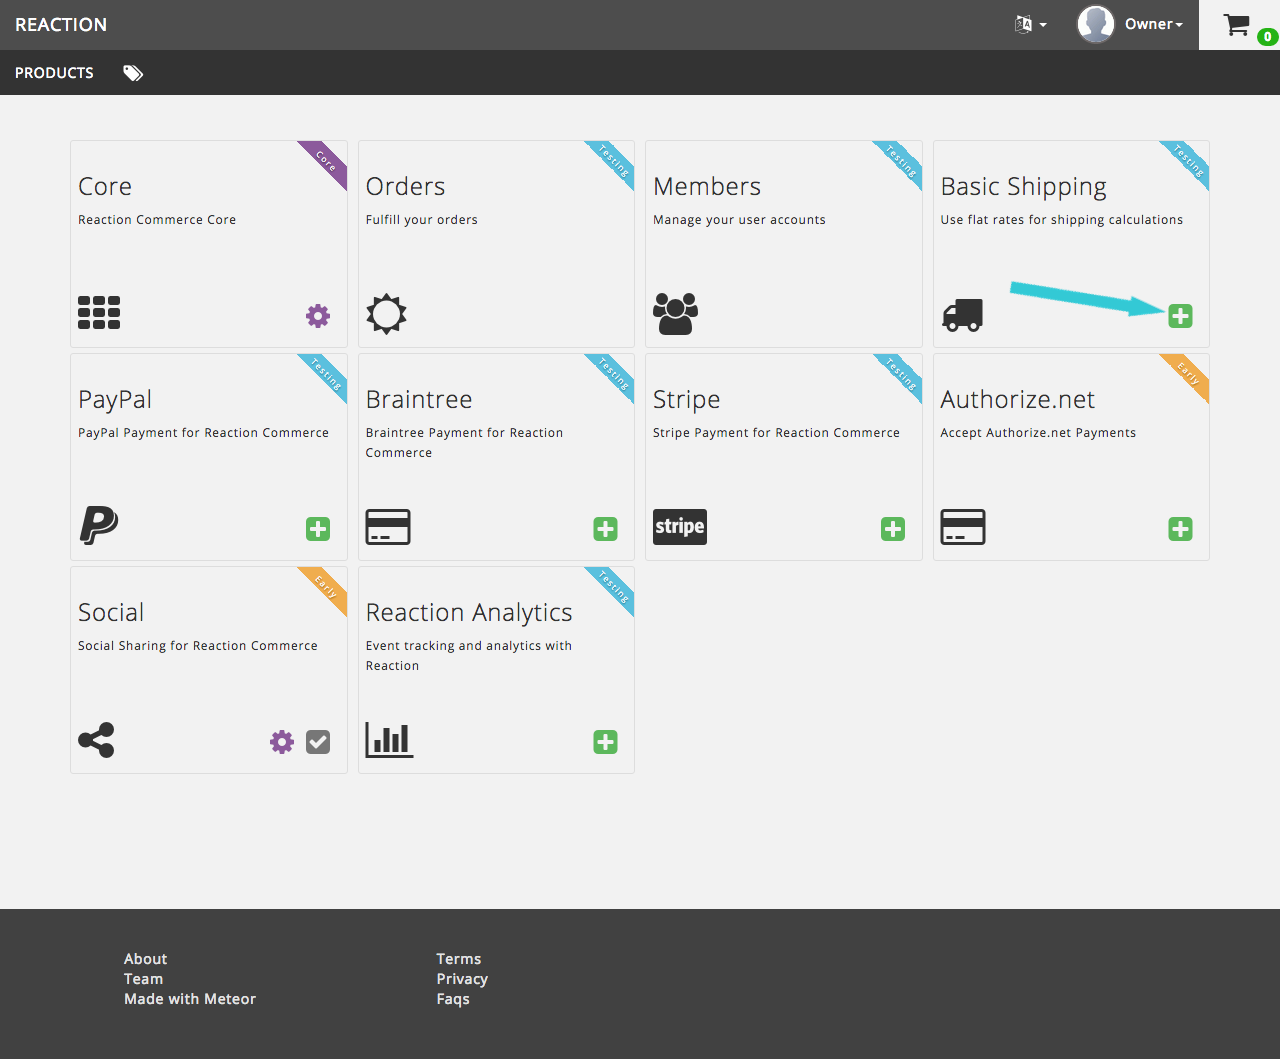 REACTION
Owner
0
PRODUCTS
Core
Core
Reaction Commerce Core
Testing
Orders
Fulfill your orders
Testing
Members
Manage your user accounts
Testing
Basic Shipping
Use flat rates for shipping calculations
Testing
PayPal
PayPal Payment for Reaction Commerce
Testing
Braintree
Braintree Payment for Reaction
Commerce
Testing
Stripe
Stripe Payment for Reaction Commerce
stripe
Early
Authorize.net
Accept Authorize.net Payments
Early
Social
Social Sharing for Reaction Commerce
Testing
Reaction Analytics
Event tracking and analytics with
Reaction
About
Team
Made with Meteor
Terms
Privacy
Faqs